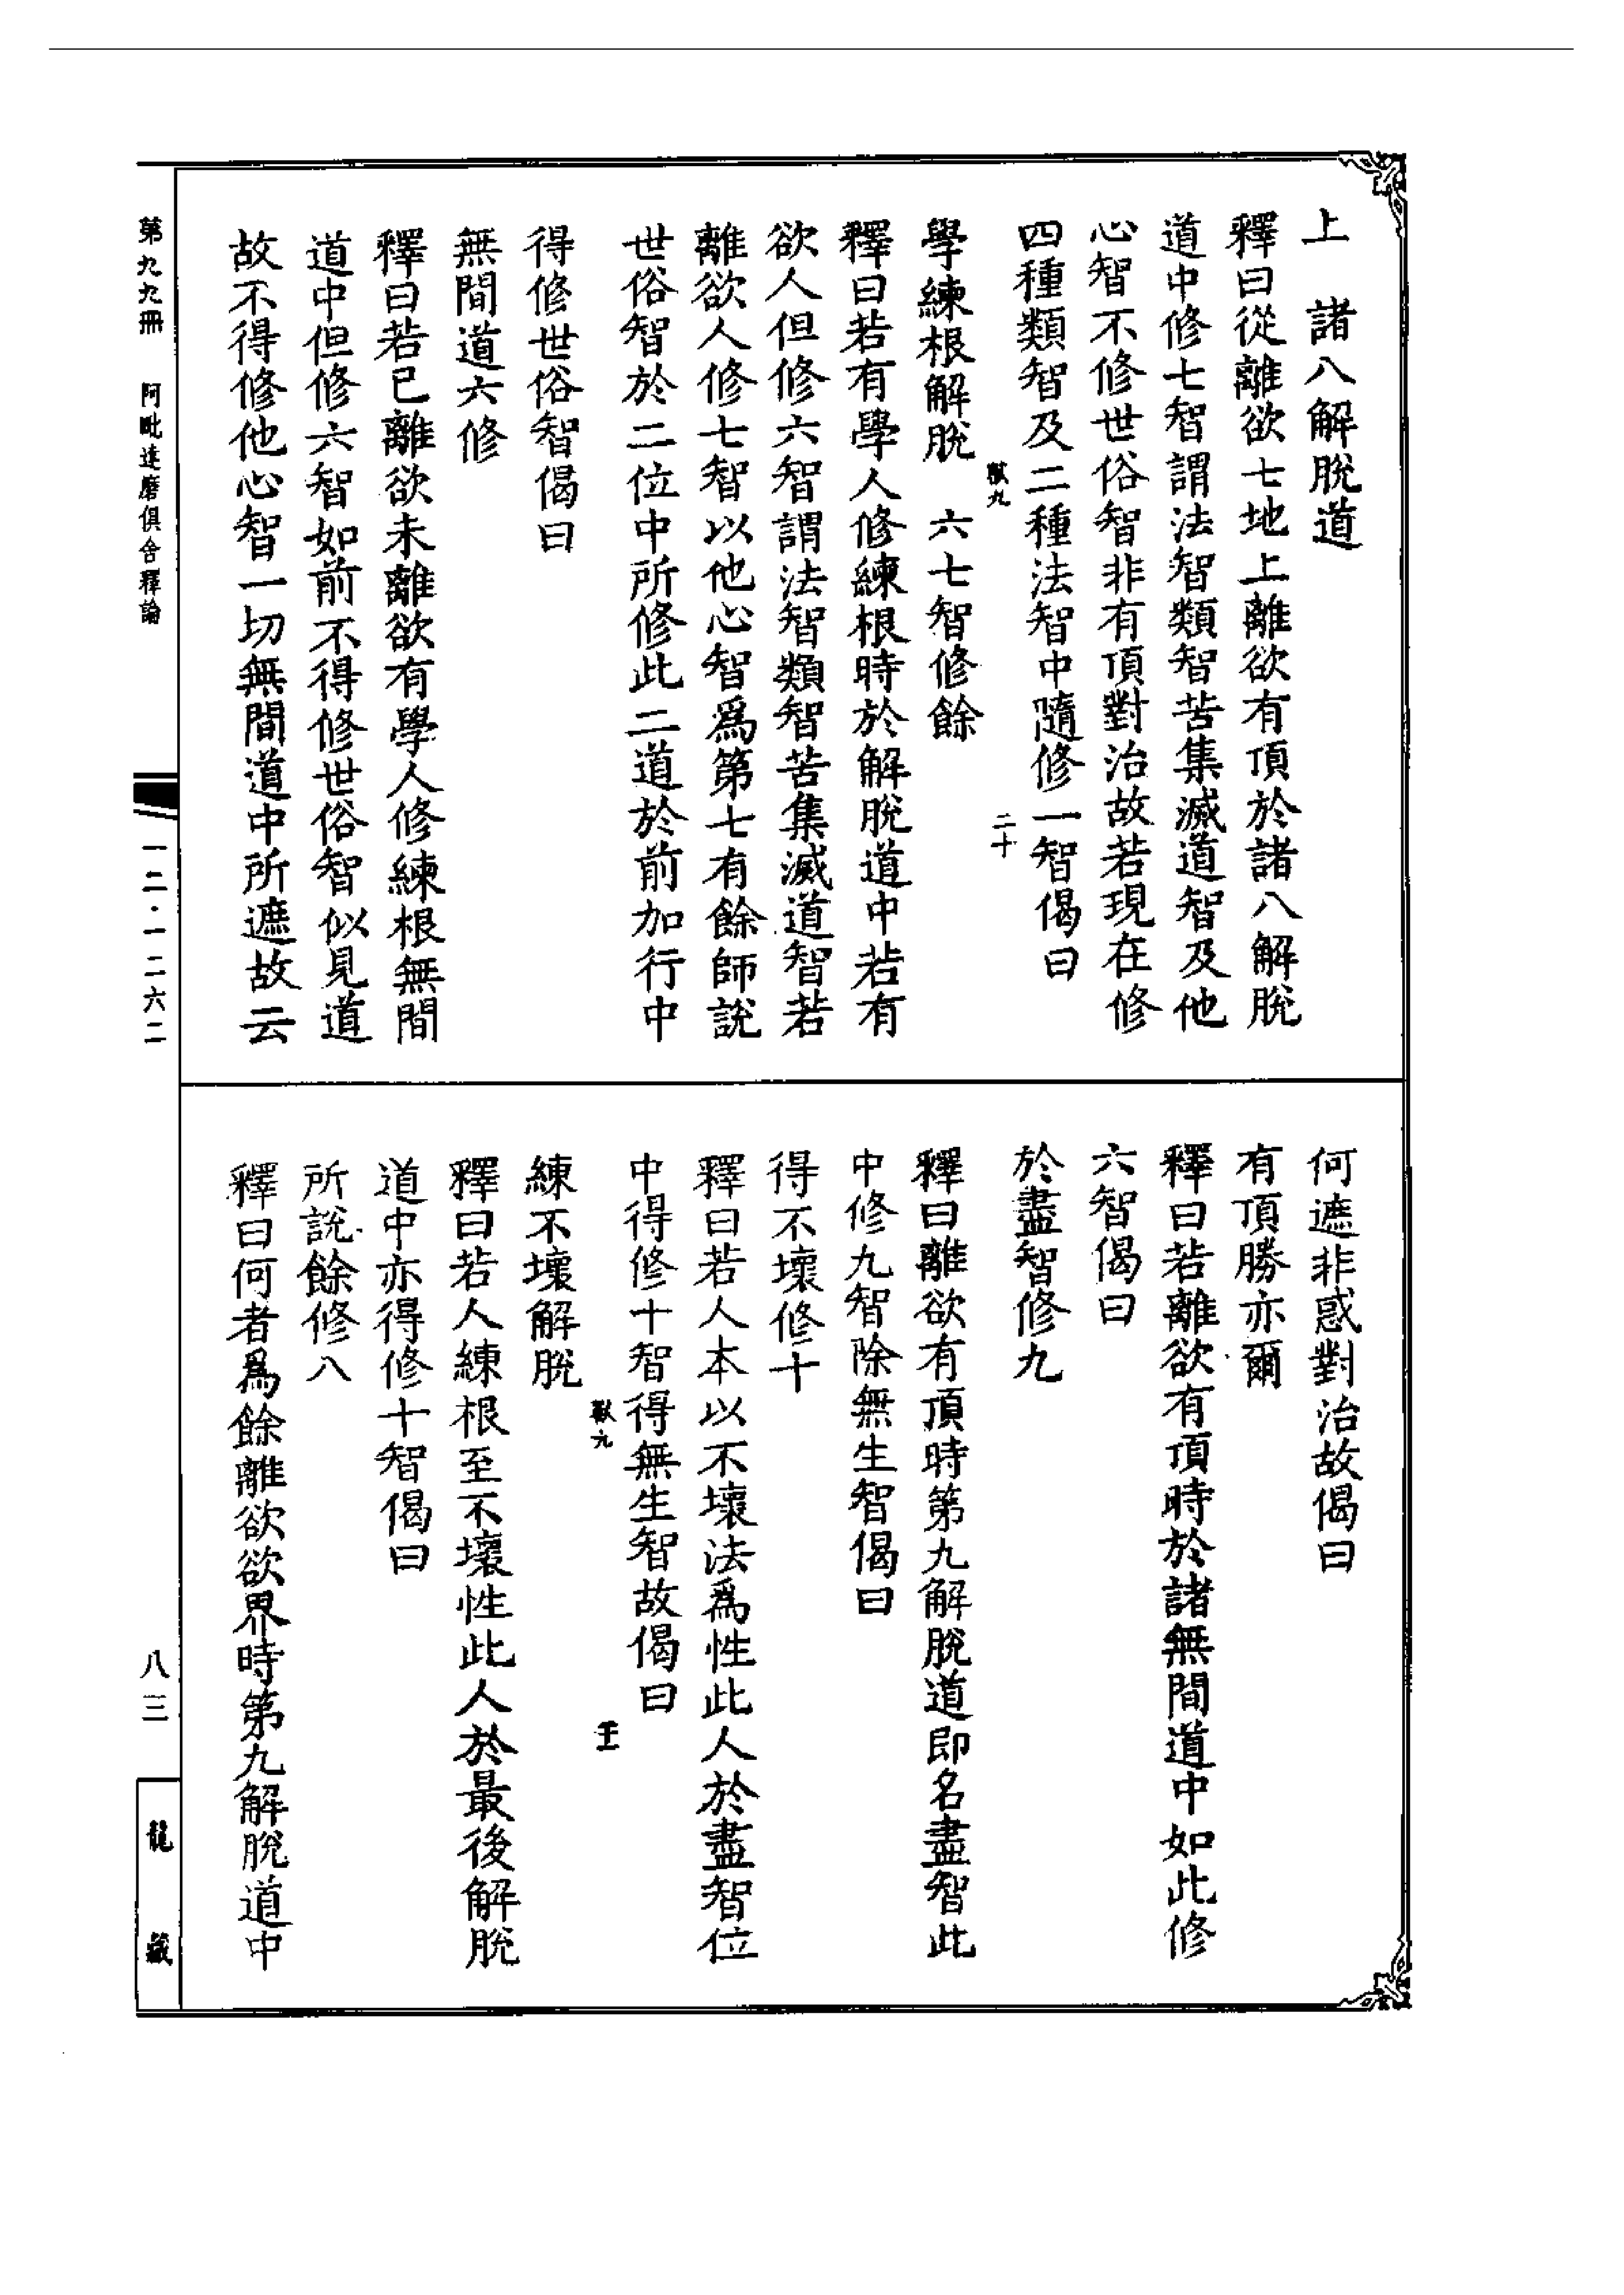 上　諸八解脫道
釋曰從離欲七地上離欲有頂於諸八解脫
道中修七智謂法智類智苦集滅道智及他
心智不修世俗智非有頂對治故若現在修
四種類智及二種法智中隨修一智偈曰
獸九　二十
學練根解脫　六七智修餘
釋曰若有學人修練根時於解脫道中若有
欲人但修六智謂法智類智苦集滅道智若
離欲人修七智以他心智爲第七有餘師說
世俗智於二位中所修此二道於前加行中
得修世俗智偈曰
無間道六修
釋曰若已離欲未離欲有學人修練根無間
道中但修六智如前不得修世俗智似見道
故不得修他心智一切無間道中所遮故云
何遮非惑對治故偈曰
有頂勝亦爾
釋曰若離欲有頂時於諸無間道中如此修
六智偈曰
於盡智修九
釋曰離欲有頂時第九解脫道即名盡智此
中修九智除無生智偈曰
得不壞修十
釋曰若人本以不壞法爲性此人於盡智位
中得修十智得無生智故偈曰
獸九
練不壞解脫
釋曰若人練根至不壞性此人於最後解脫
道中亦得修十智偈曰
所說餘修八
釋曰何者爲餘離欲欲界時第九解脫道中
第九九冊　阿毗達磨俱舍釋論
一二·一二六二
八三
龍藏